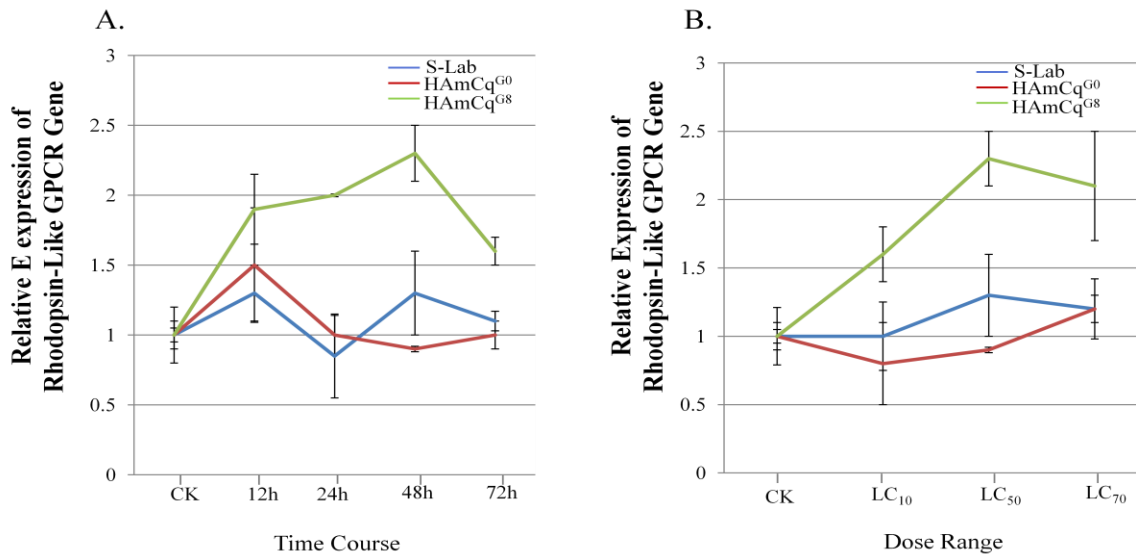 A.
Relative E expression of
Rhodopsin-Like GPCR Gene
3
2.5
2
1.5
1
0.5
0
S-Lab
HAmCq^G0
HAmCq^G8
CK 12h 24h 48h 72h
Time Course
B.
Relative Expression of
Rhodopsin-Like GPCR Gene
3
2.5
2
1.5
1
0.5
0
S-Lab
HAmCq^G0
HAmCq^G8
CK LC₁₀ LC₅₀ LC₇₀
Dose Range